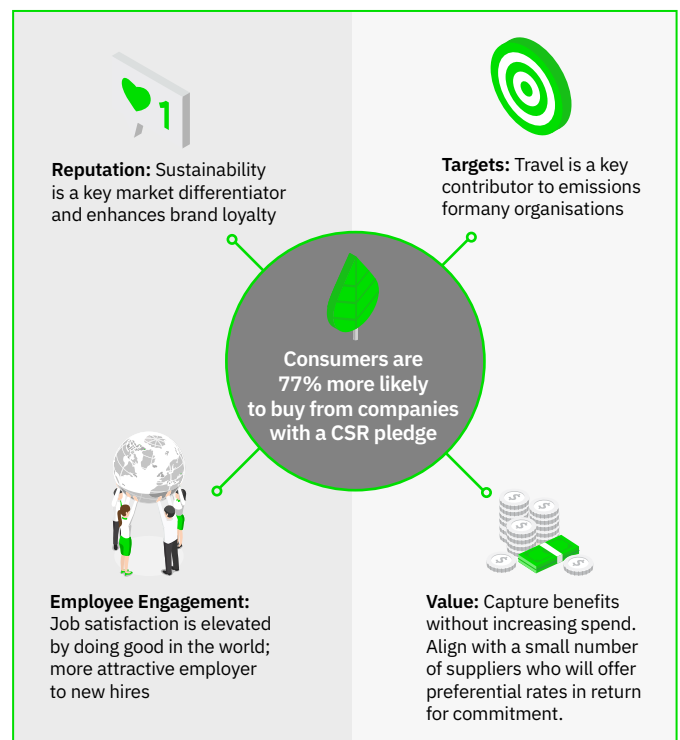 1
Reputation: Sustainability
is a key market differentiator
and enhances brand loyalty
Targets: Travel is a key
contributor to emissions
formany organisations
Consumers are
77% more likely
to buy from companies
with a CSR pledge
Employee Engagement:
Job satisfaction is elevated
by doing good in the world;
more attractive employer
to new hires
Value: Capture benefits
without increasing spend.
Align with a small number
of suppliers who will offer
preferential rates in return
for commitment.